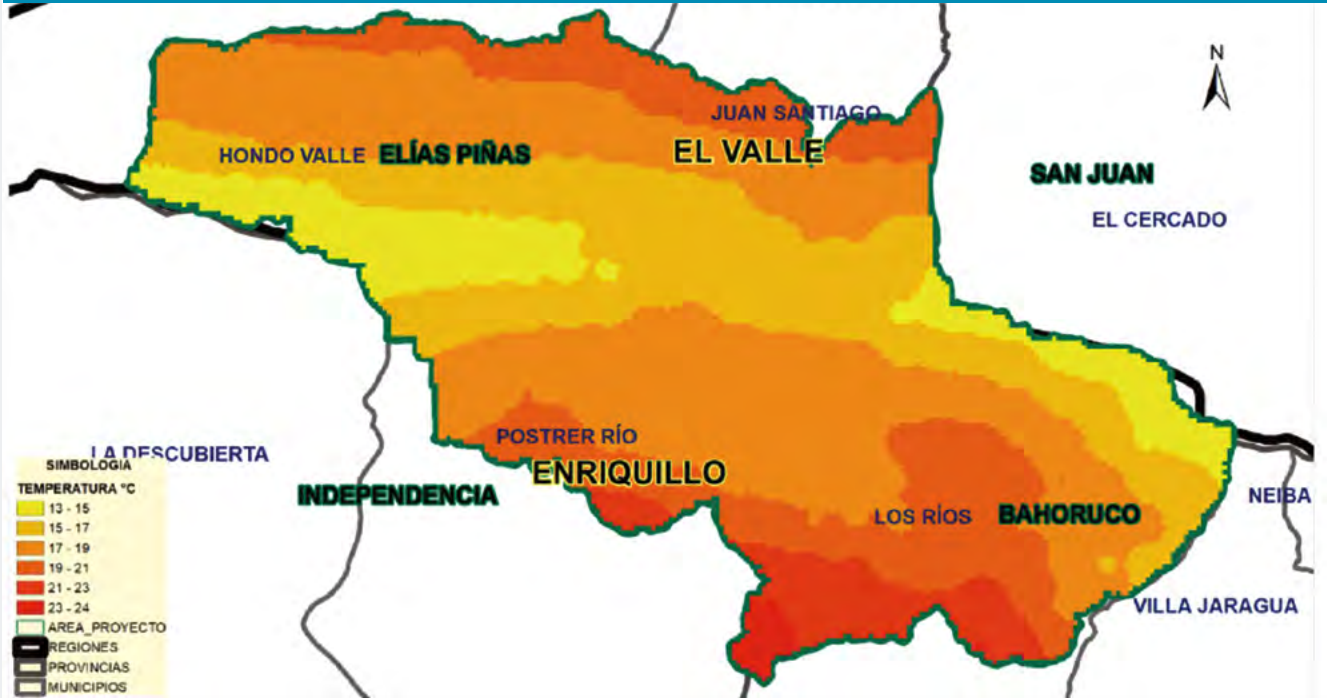 N
JUAN SANTIAGO
HONDO VALLE
ELÍAS PIÑAS
EL VALLE
SAN JUAN
EL CERCADO
POSTRER RÍO
LA DESCUBIERTA
ENRIQUILLO
INDEPENDENCIA
NEIBA
LOS RÍOS
BAHORUCO
VILLA JARAGUA
SIMBOLOGIA
TEMPERATURA °C
13 - 15
15 - 17
17 - 19
19 - 21
21 - 23
23 - 24
AREA_PROYECTO
REGIONES
PROVINCIAS
MUNICIPIOS